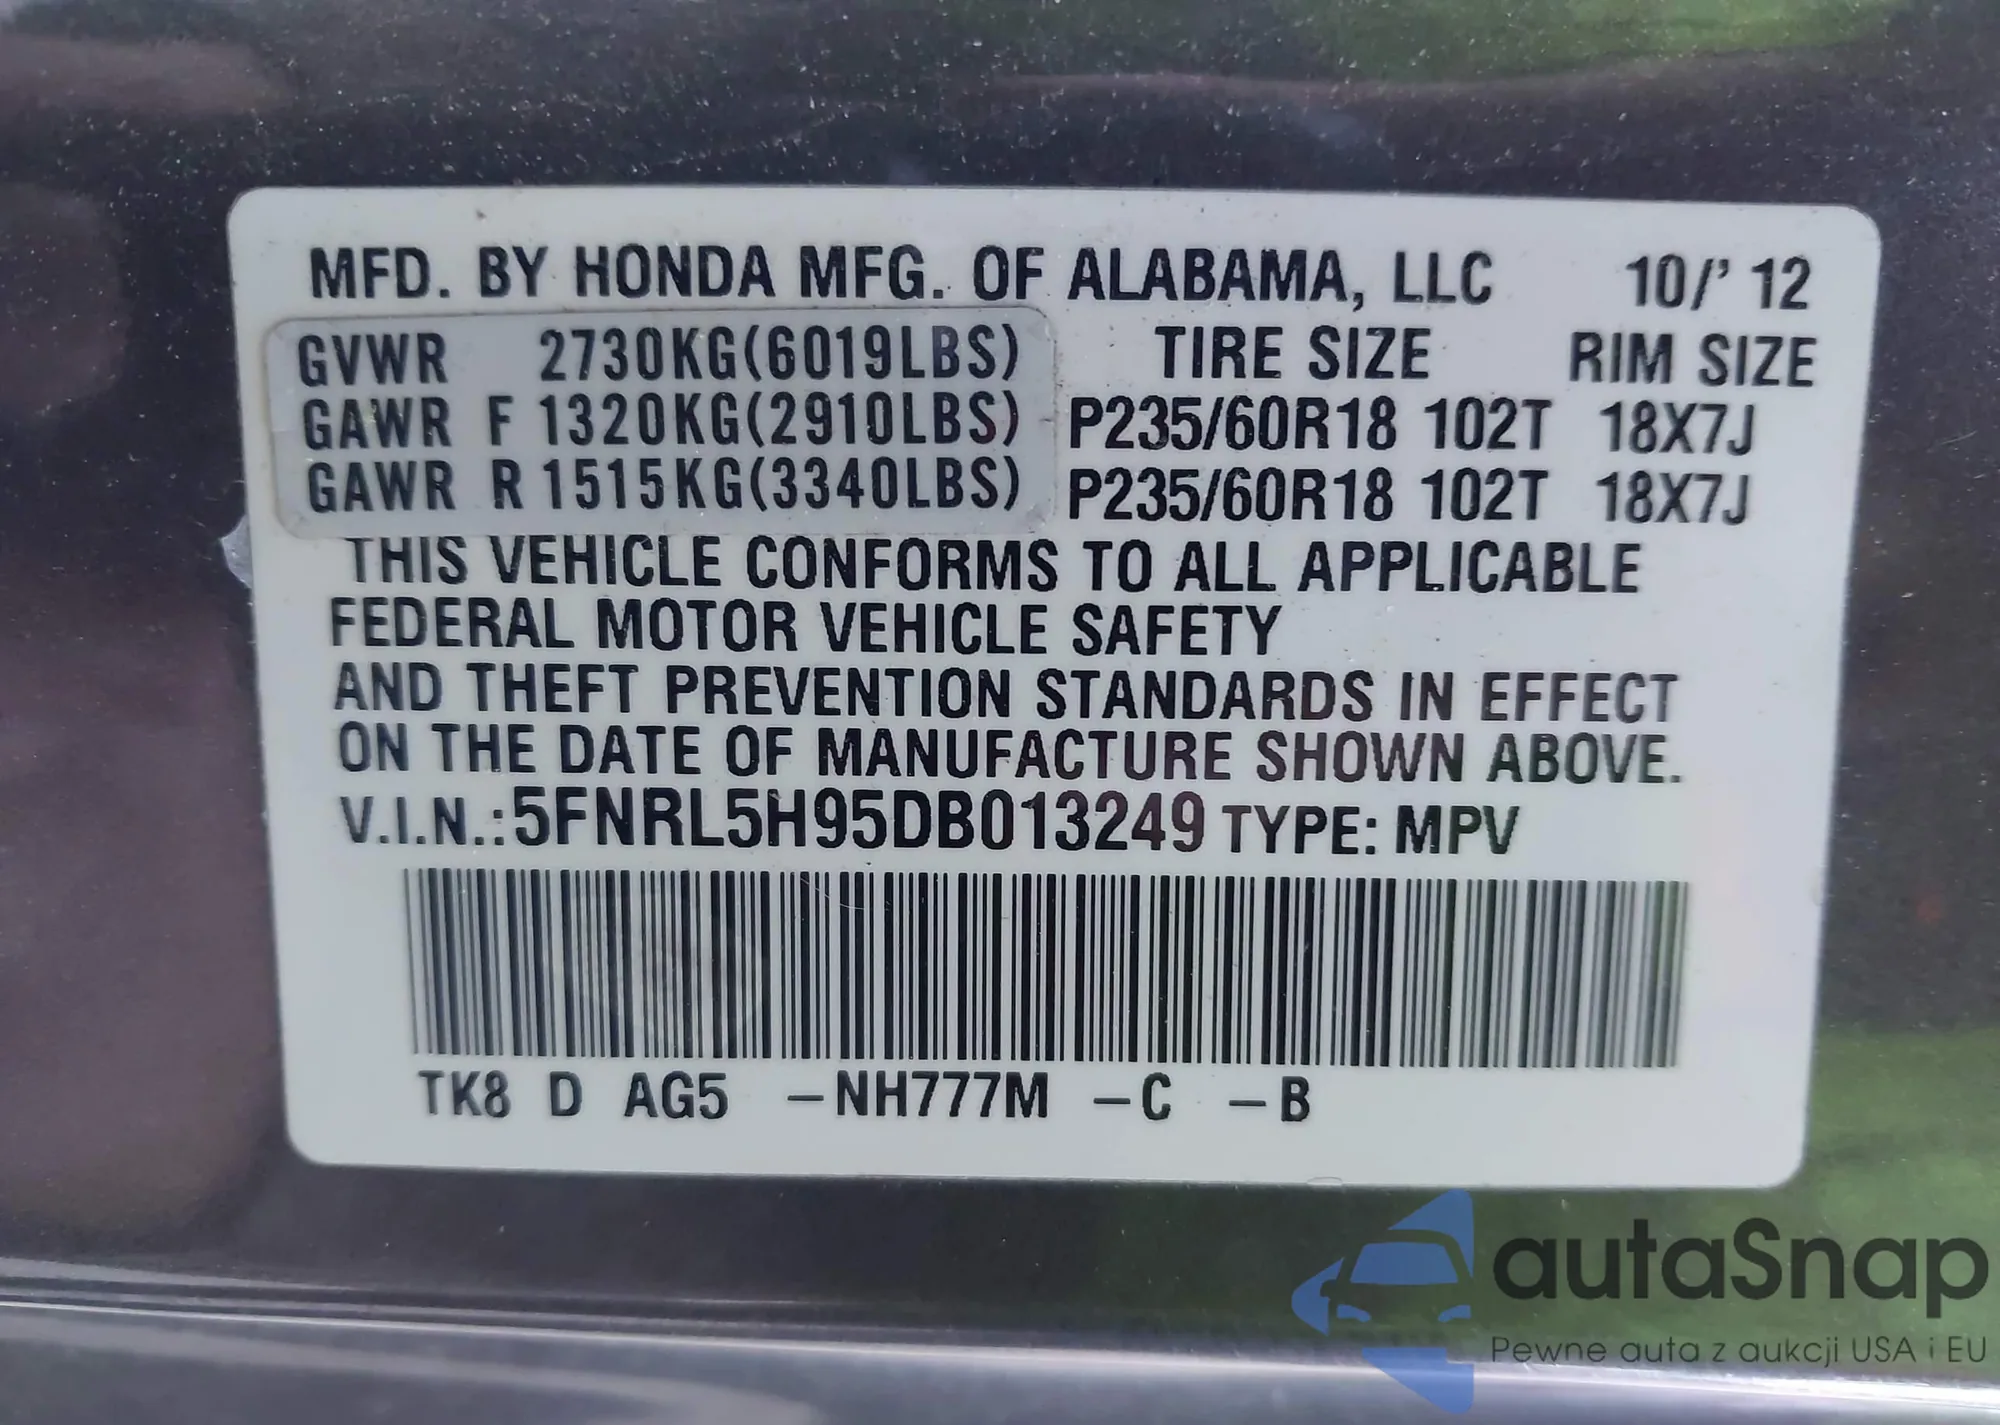 MFD. BY HONDA MFG. OF ALABAMA, LLC 10/' 12
GVWR 2730KG(6019LBS) TIRE SIZE RIM SIZE
GAWR F 1320KG(2910LBS) P235/60R18 102T 18X7J
GAWR R 1515KG(3340LBS) P235/60R18 102T 18X7J
THIS VEHICLE CONFORMS TO ALL APPLICABLE
FEDERAL MOTOR VEHICLE SAFETY
AND THEFT PREVENTION STANDARDS IN EFFECT
ON THE DATE OF MANUFACTURE SHOWN ABOVE.
V.I.N.:5FNRL5H95DB013249 TYPE: MPV
TK8 D AG5 –NH777M –C –B
autaSnap
Pewne auta z aukcji USA i EU